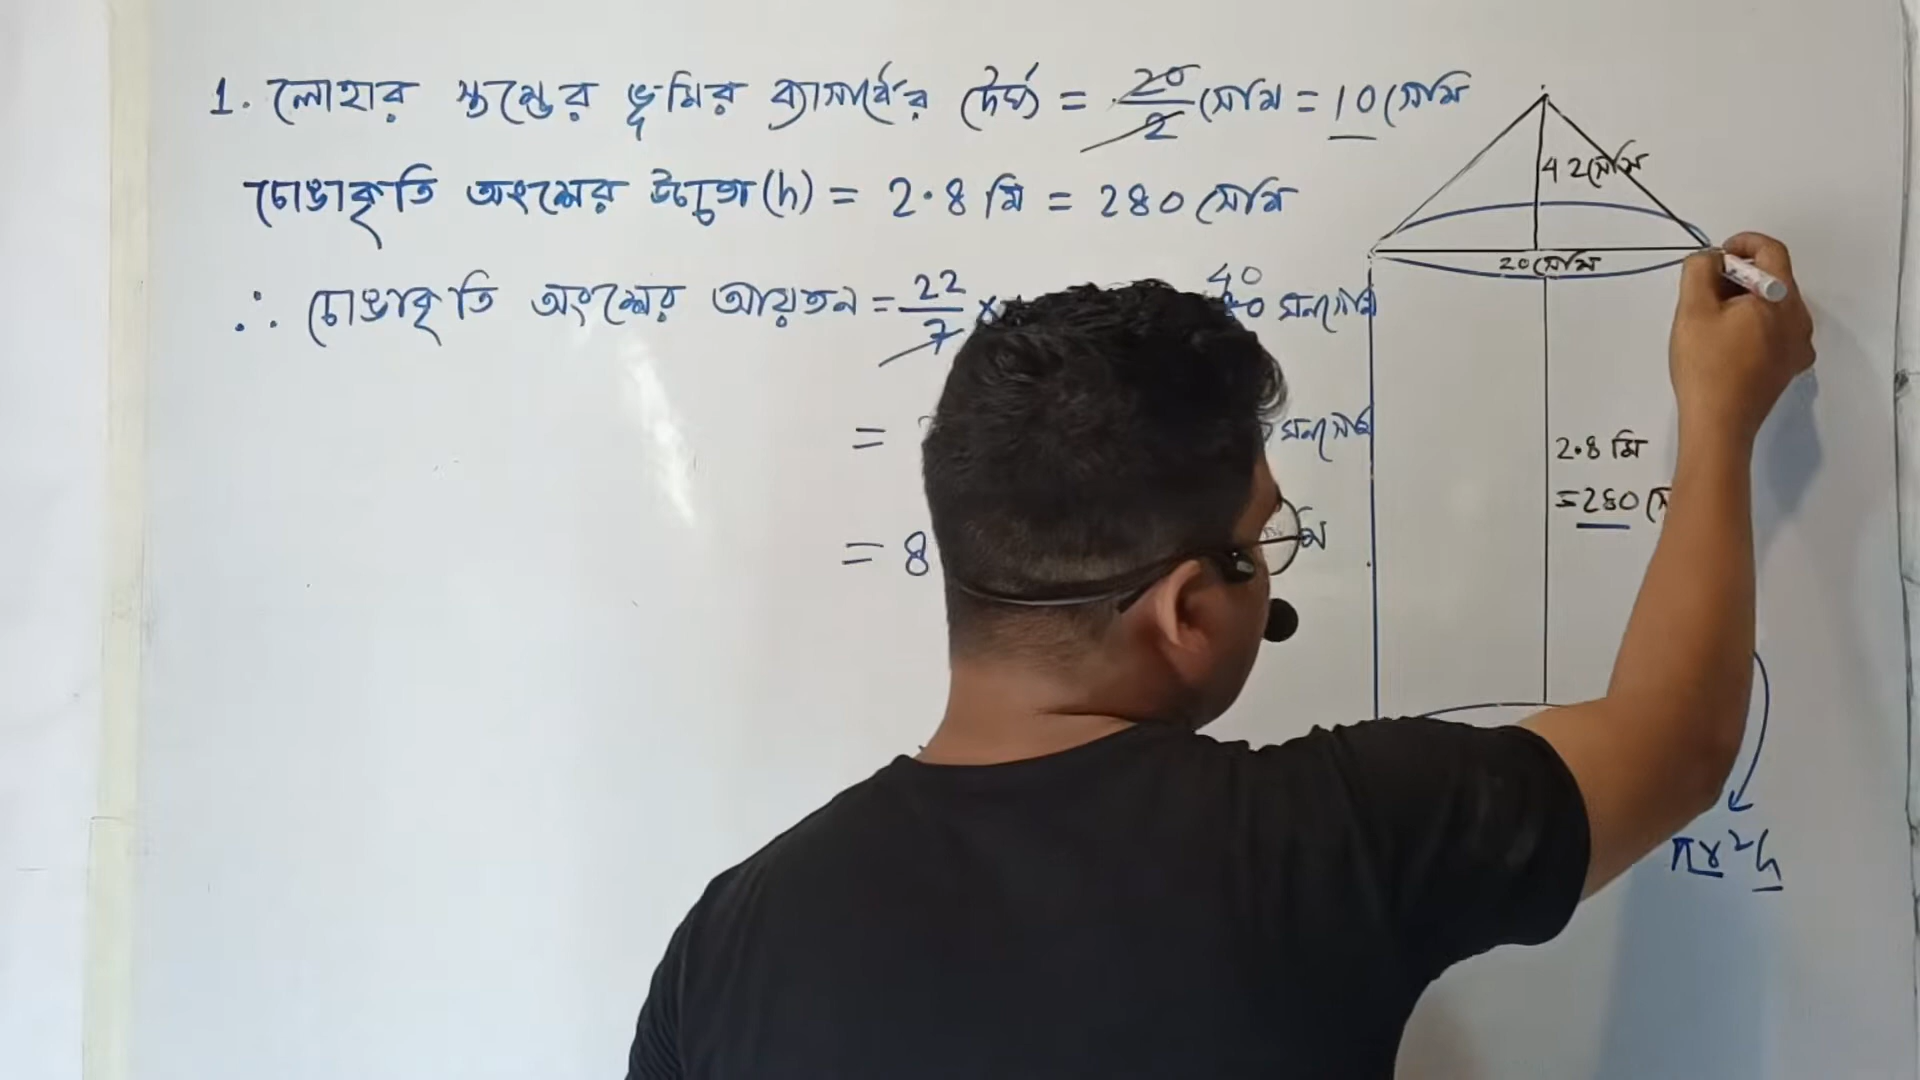 1. লোহার স্তম্ভের ভূমির ব্যাসার্ধের দৈর্ঘ্য = 20/2 সেমি = 10 সেমি
চোঙাকৃতি অংশের উচ্চতা (h) = 2.8 মি = 280 সেমি
∴ চোঙাকৃতি অংশের আয়তন = 22/7 × 40 ঘনসেমি
= ঘনসেমি
= 8
42 সেমি
20 সেমি
2.8 মি
= 280
πr²h